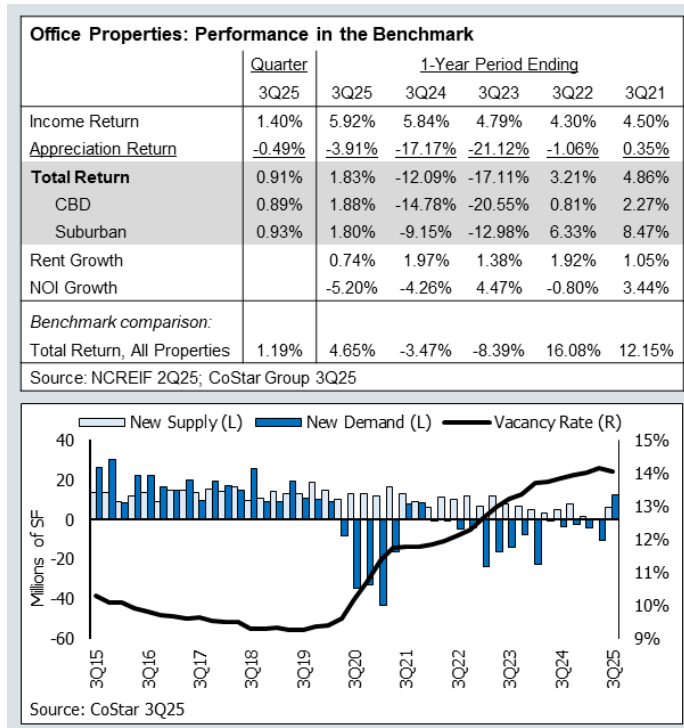 Office Properties: Performance in the Benchmark
Quarter 1-Year Period Ending
3Q25 3Q25 3Q24 3Q23 3Q22 3Q21
Income Return 1.40% 5.92% 5.84% 4.79% 4.30% 4.50%
Appreciation Return -0.49% -3.91% -17.17% -21.12% -1.06% 0.35%
Total Return 0.91% 1.83% -12.09% -17.11% 3.21% 4.86%
CBD 0.89% 1.88% -14.78% -20.55% 0.81% 2.27%
Suburban 0.93% 1.80% -9.15% -12.98% 6.33% 8.47%
Rent Growth 0.74% 1.97% 1.38% 1.92% 1.05%
NOI Growth -5.20% -4.26% 4.47% -0.80% 3.44%
Benchmark comparison:
Total Return, All Properties 1.19% 4.65% -3.47% -8.39% 16.08% 12.15%
Source: NCREIF 2Q25; CoStar Group 3Q25
New Supply (L) New Demand (L) Vacancy Rate (R)
Millions of SF
40 15%
20 14%
0 13%
-20 12%
11%
-40 10%
-60 9%
3Q15 3Q16 3Q17 3Q18 3Q19 3Q20 3Q21 3Q22 3Q23 3Q24 3Q25
Source: CoStar 3Q25